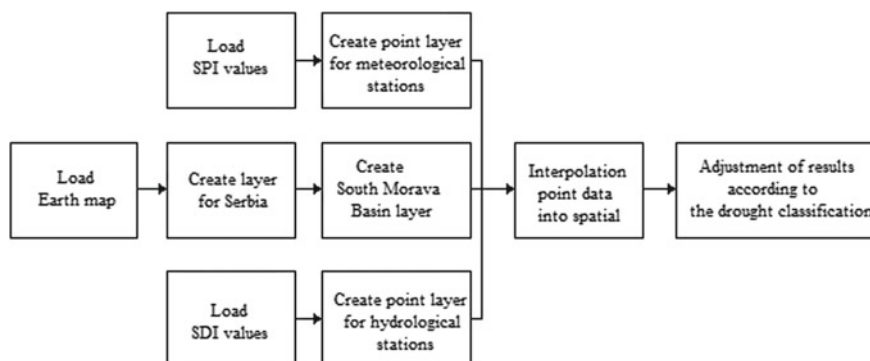 Load
SPI values
Create point layer
for meteorological
stations
Load
Earth map
Create layer
for Serbia
Create
South Morava
Basin layer
Interpolation
point data
into spatial
Adjustment of results
according to
the drought classification
Load
SDI values
Create point layer
for hydrological
stations